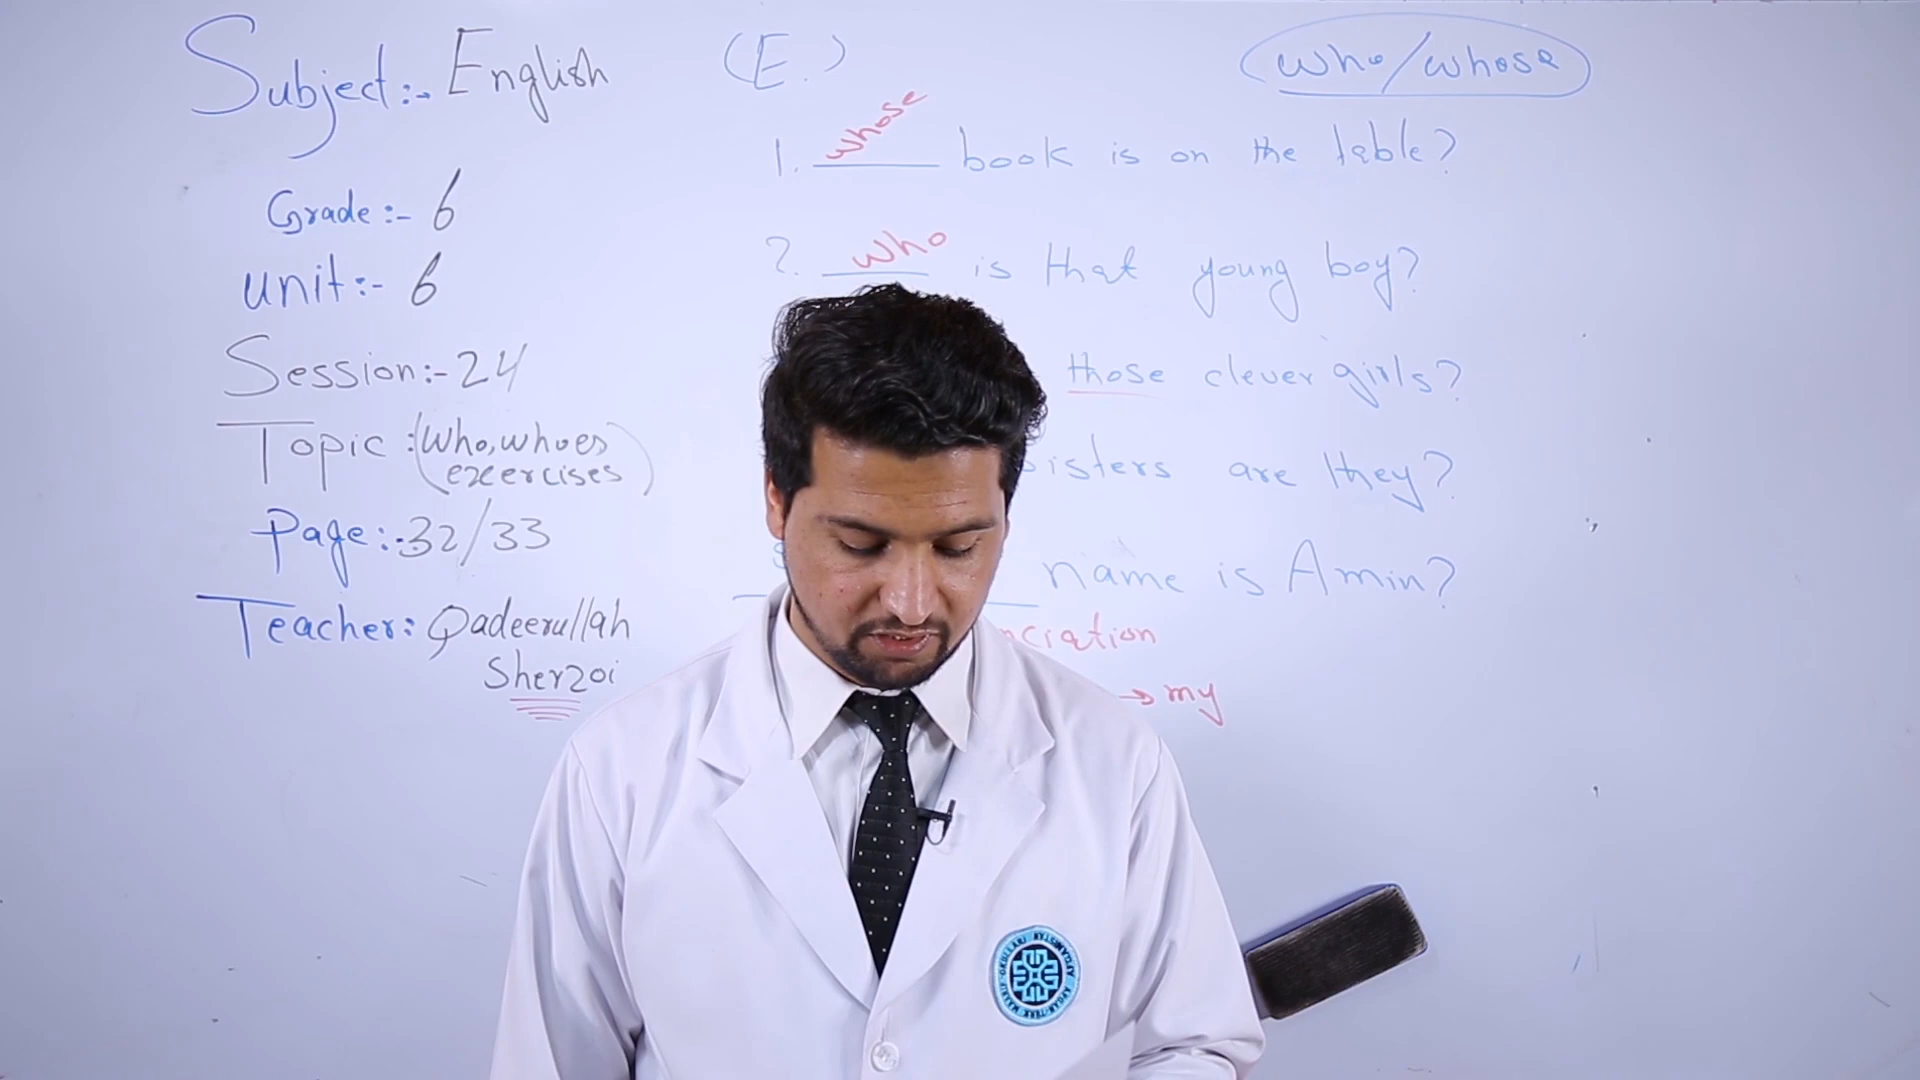 Subject:- English
Grade:- 6
unit:- 6
Session:- 24
Topic :(Who, whoes
exercises)
Page:- 32/33
Teacher: Qadeerullah
Sherzoi
(E.)
who/whose
1. whose book is on the table?
2. who is that young boy?
those clever girls?
sisters are they?
name is Amin?
→ my